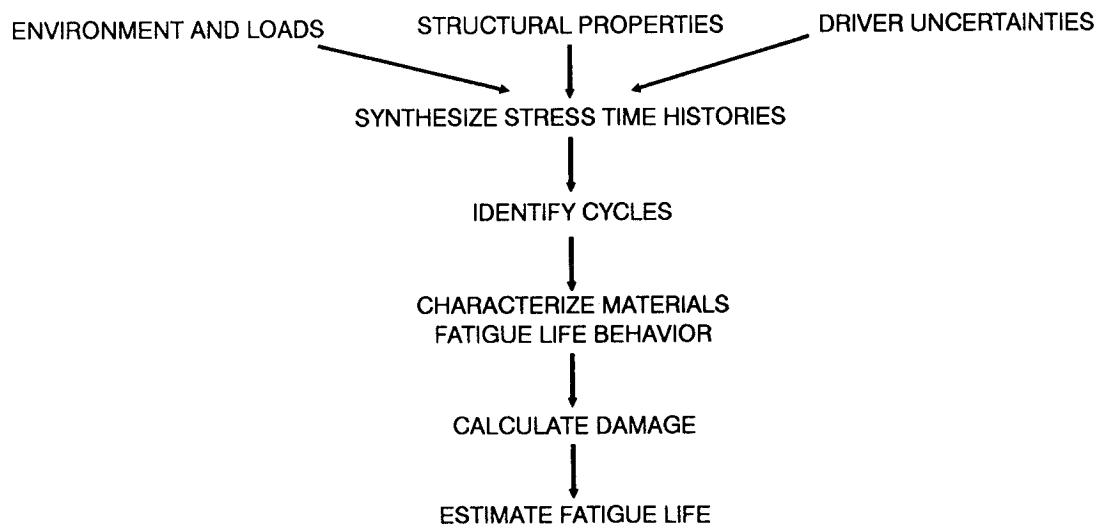 ENVIRONMENT AND LOADS
STRUCTURAL PROPERTIES
DRIVER UNCERTAINTIES
SYNTHESIZE STRESS TIME HISTORIES
IDENTIFY CYCLES
CHARACTERIZE MATERIALS
FATIGUE LIFE BEHAVIOR
CALCULATE DAMAGE
ESTIMATE FATIGUE LIFE